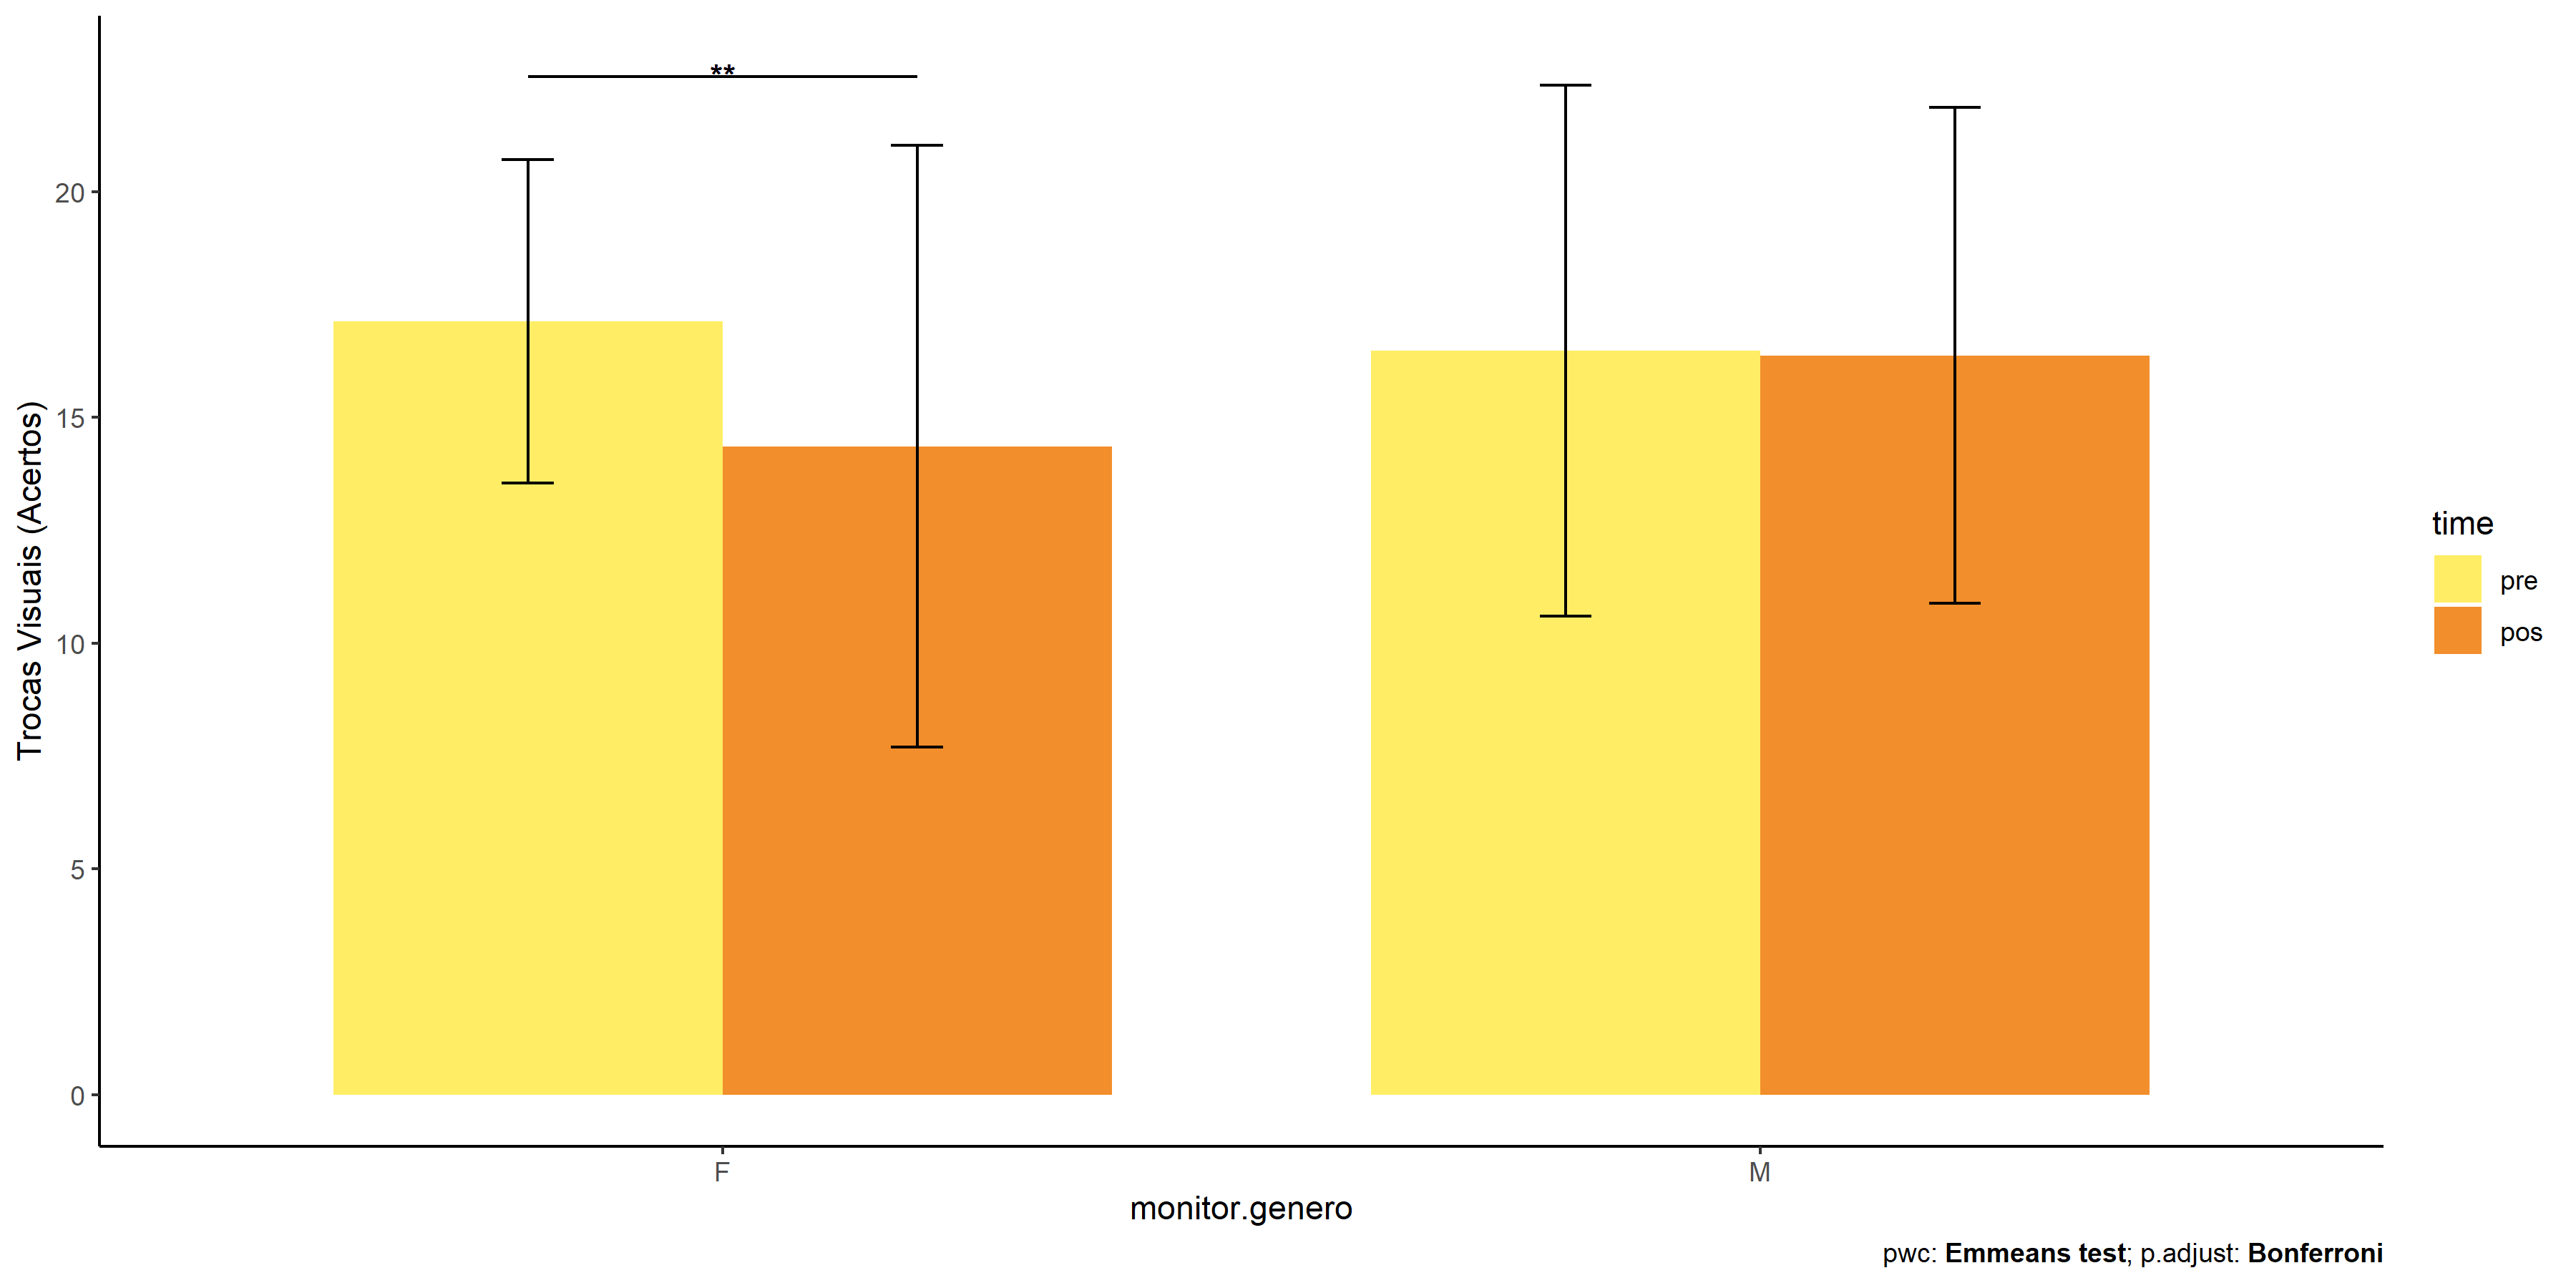 **
20
15
10
5
0
Trocas Visuais (Acertos)
F
M
monitor.genero
time
pre
pos
pwc: Emmeans test; p.adjust: Bonferroni